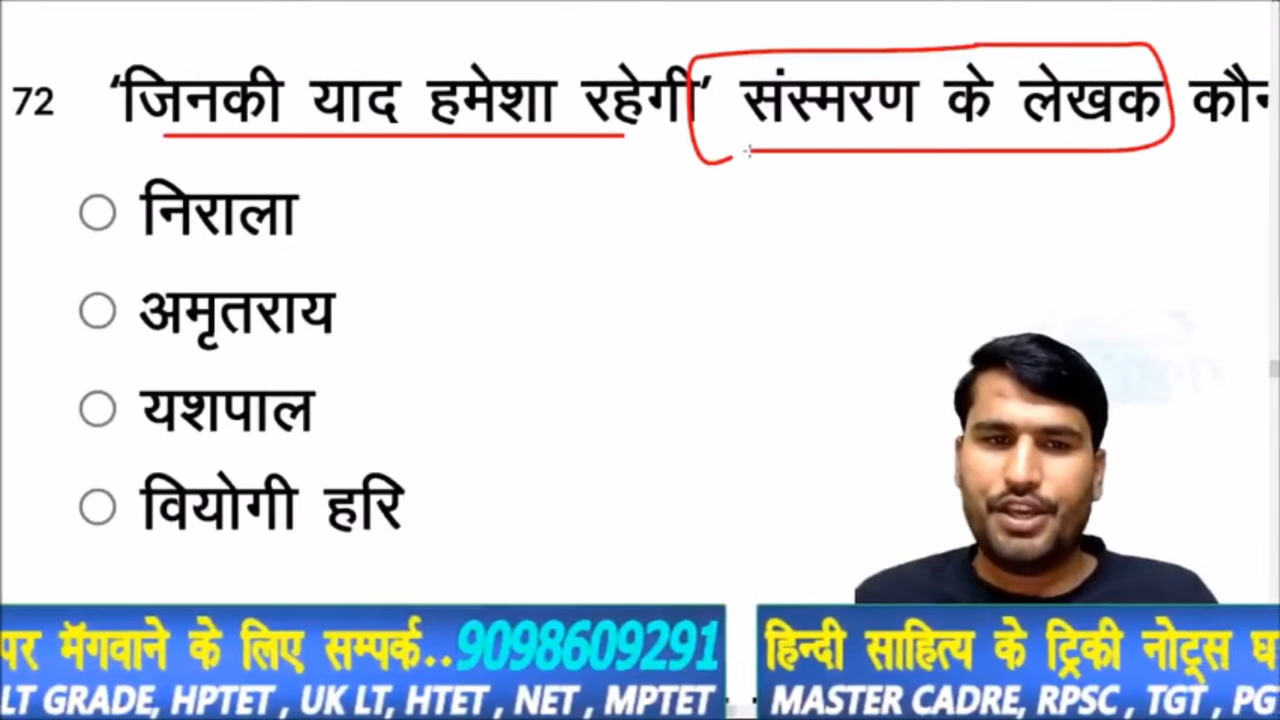 72 ‘जिनकी याद हमेशा रहेगी’ संस्मरण के लेखक
निराला
अमृतराय
यशपाल
वियोगी हरि
पर मॅगवाने के लिए सम्पर्क..9098609291
हिन्दी साहित्य के ट्रिकी नोट्स
LT GRADE, HPTET , UK LT, HTET , NET , MPTET
MASTER CADRE, RPSC , TGT , PG